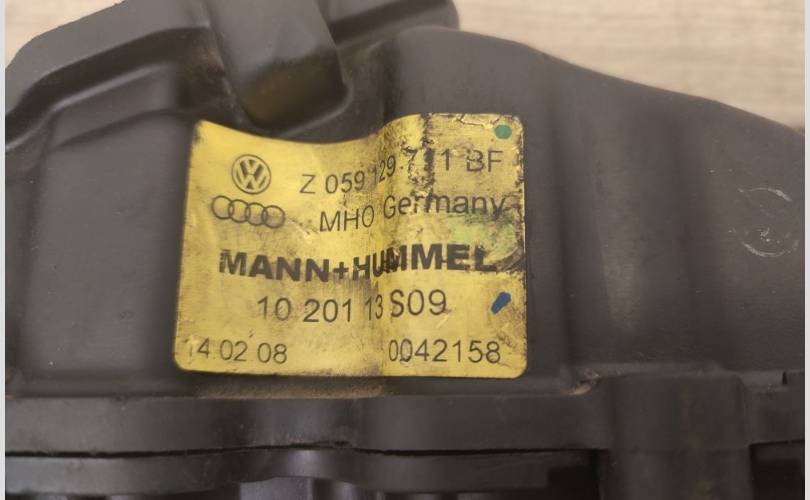 Z 059 129 711 BF
MHO Germany
MANN+HUMMEL
10 201 13 S09
14 02 08 0042158